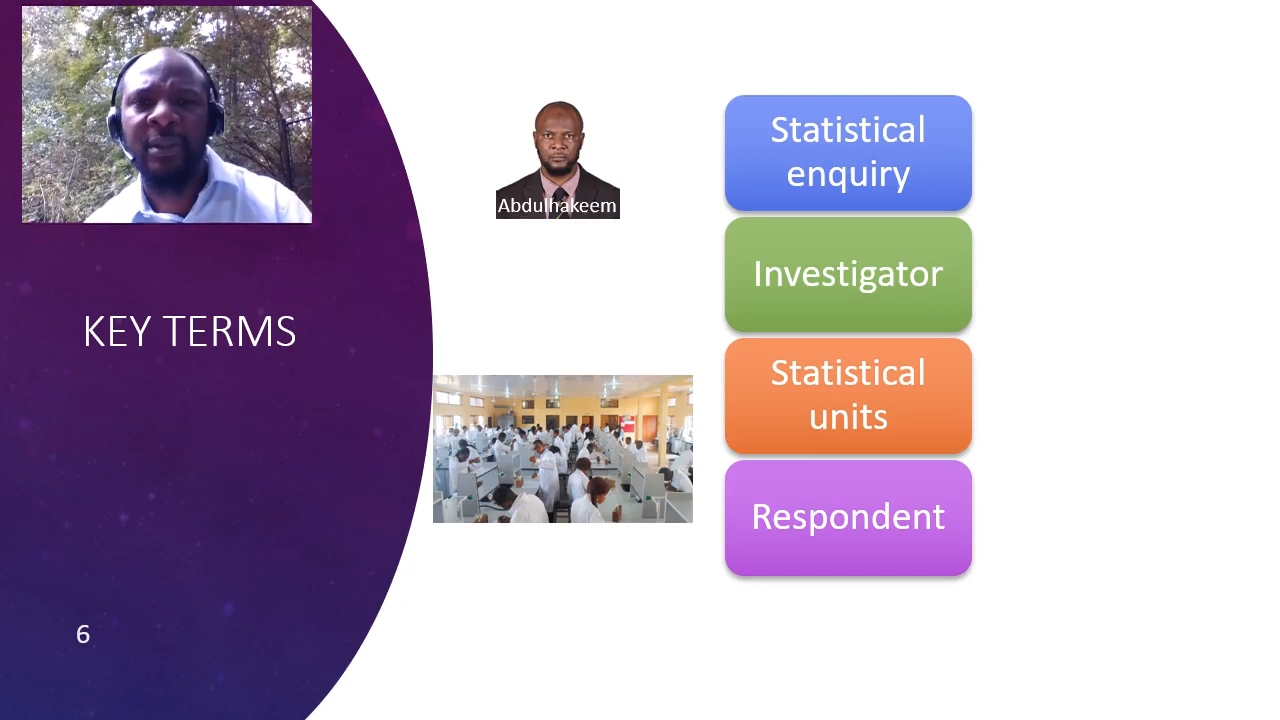 KEY TERMS
6
Abdulhakeem
Statistical
enquiry
Investigator
Statistical
units
Respondent